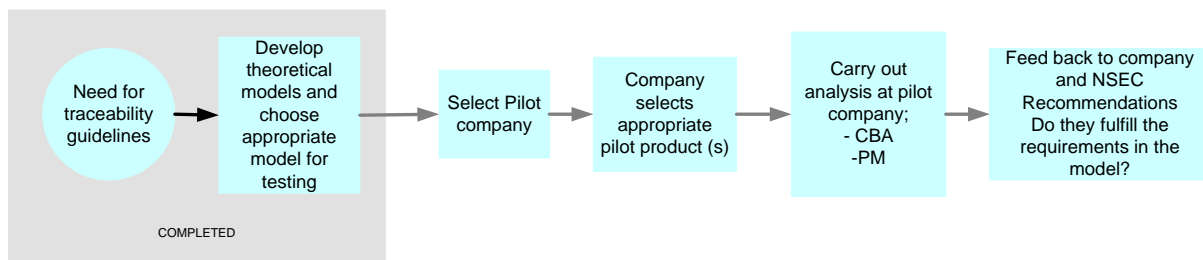 Need for
traceability
guidelines
Develop
theoretical
models and
choose
appropriate
model for
testing
COMPLETED
Select Pilot
company
Company
selects
appropriate
pilot product (s)
Carry out
analysis at pilot
company;
- CBA
-PM
Feed back to company
and NSEC
Recommendations
Do they fulfill the
requirements in the
model?